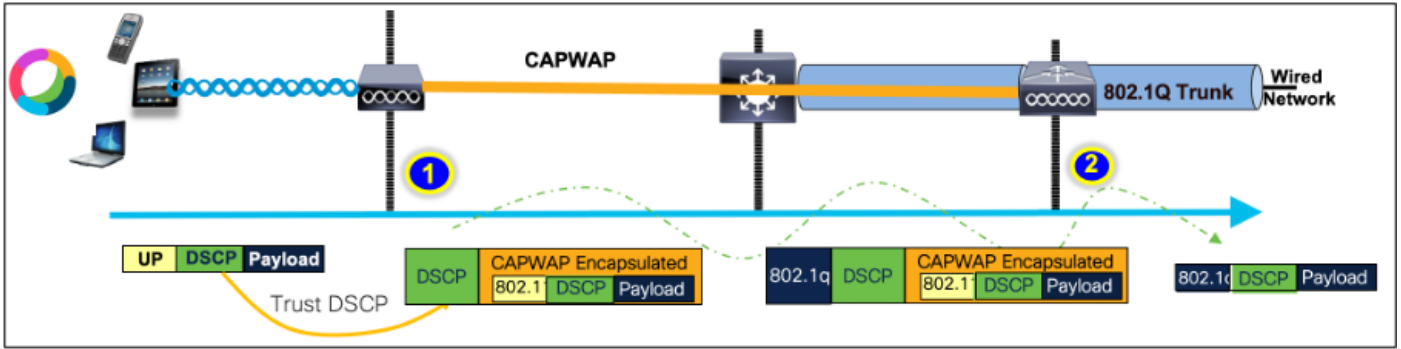 CAPWAP
802.1Q Trunk
Wired
Network
1
2
UP DSCP Payload
Trust DSCP
DSCP
CAPWAP Encapsulated
802.1 DSCP Payload
802.1q DSCP
CAPWAP Encapsulated
802.1 DSCP Payload
802.1q DSCP Payload